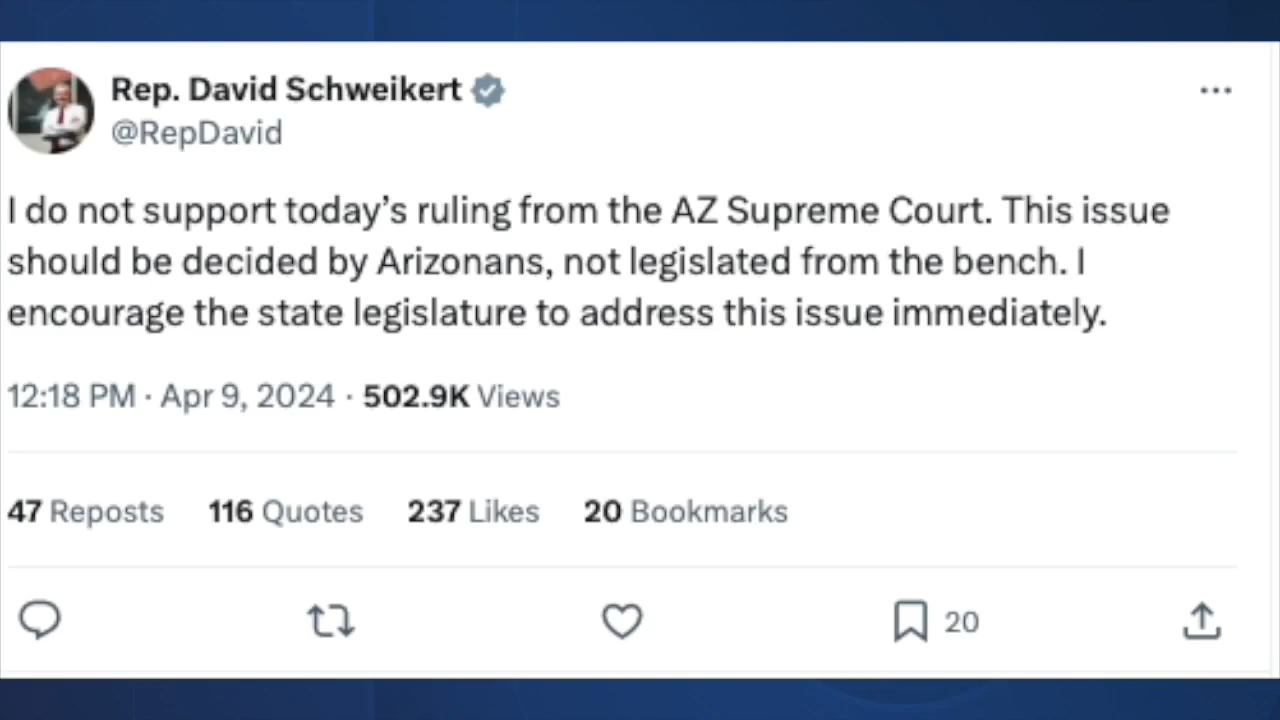 Rep. David Schweikert
@RepDavid
I do not support today’s ruling from the AZ Supreme Court. This issue
should be decided by Arizonans, not legislated from the bench. I
encourage the state legislature to address this issue immediately.
12:18 PM · Apr 9, 2024 · 502.9K Views
47 Reposts 116 Quotes 237 Likes 20 Bookmarks
20